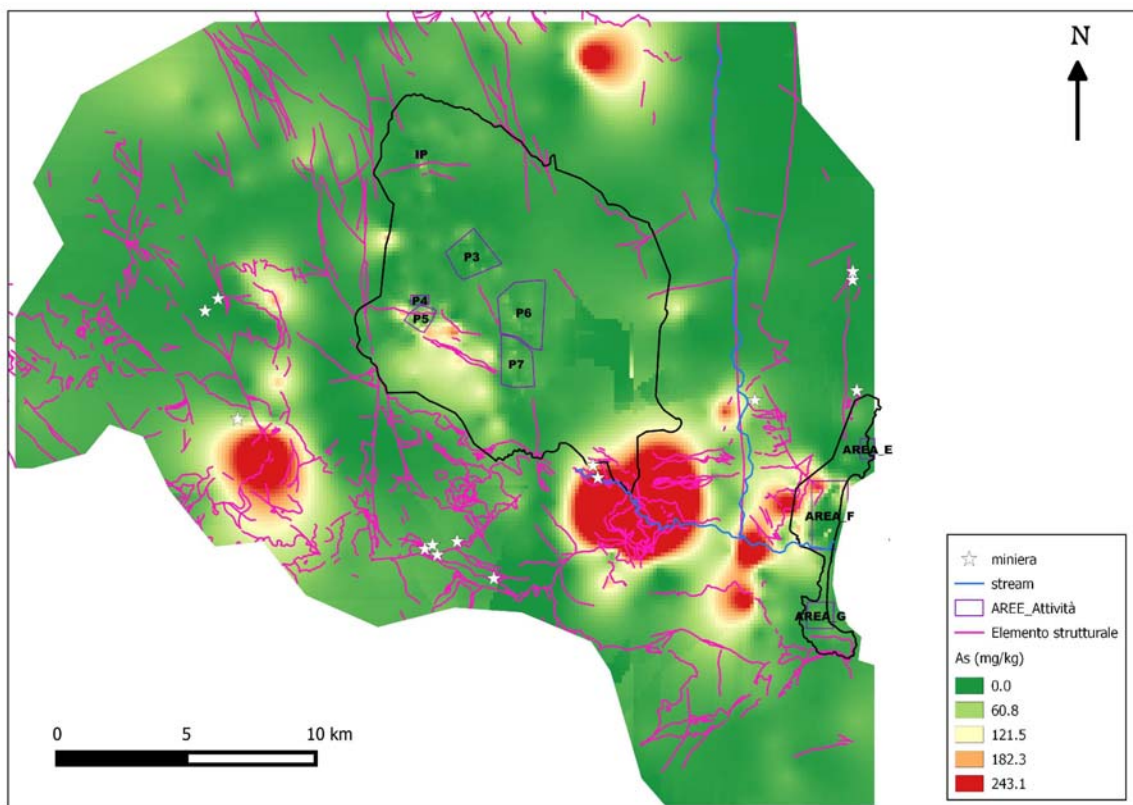 N
IP
P3
P4
P5
P6
P7
AREA_E
AREA_F
AREA_G
0 5 10 km
miniera
stream
AREE_Attività
Elemento strutturale
As (mg/kg)
0.0
60.8
121.5
182.3
243.1